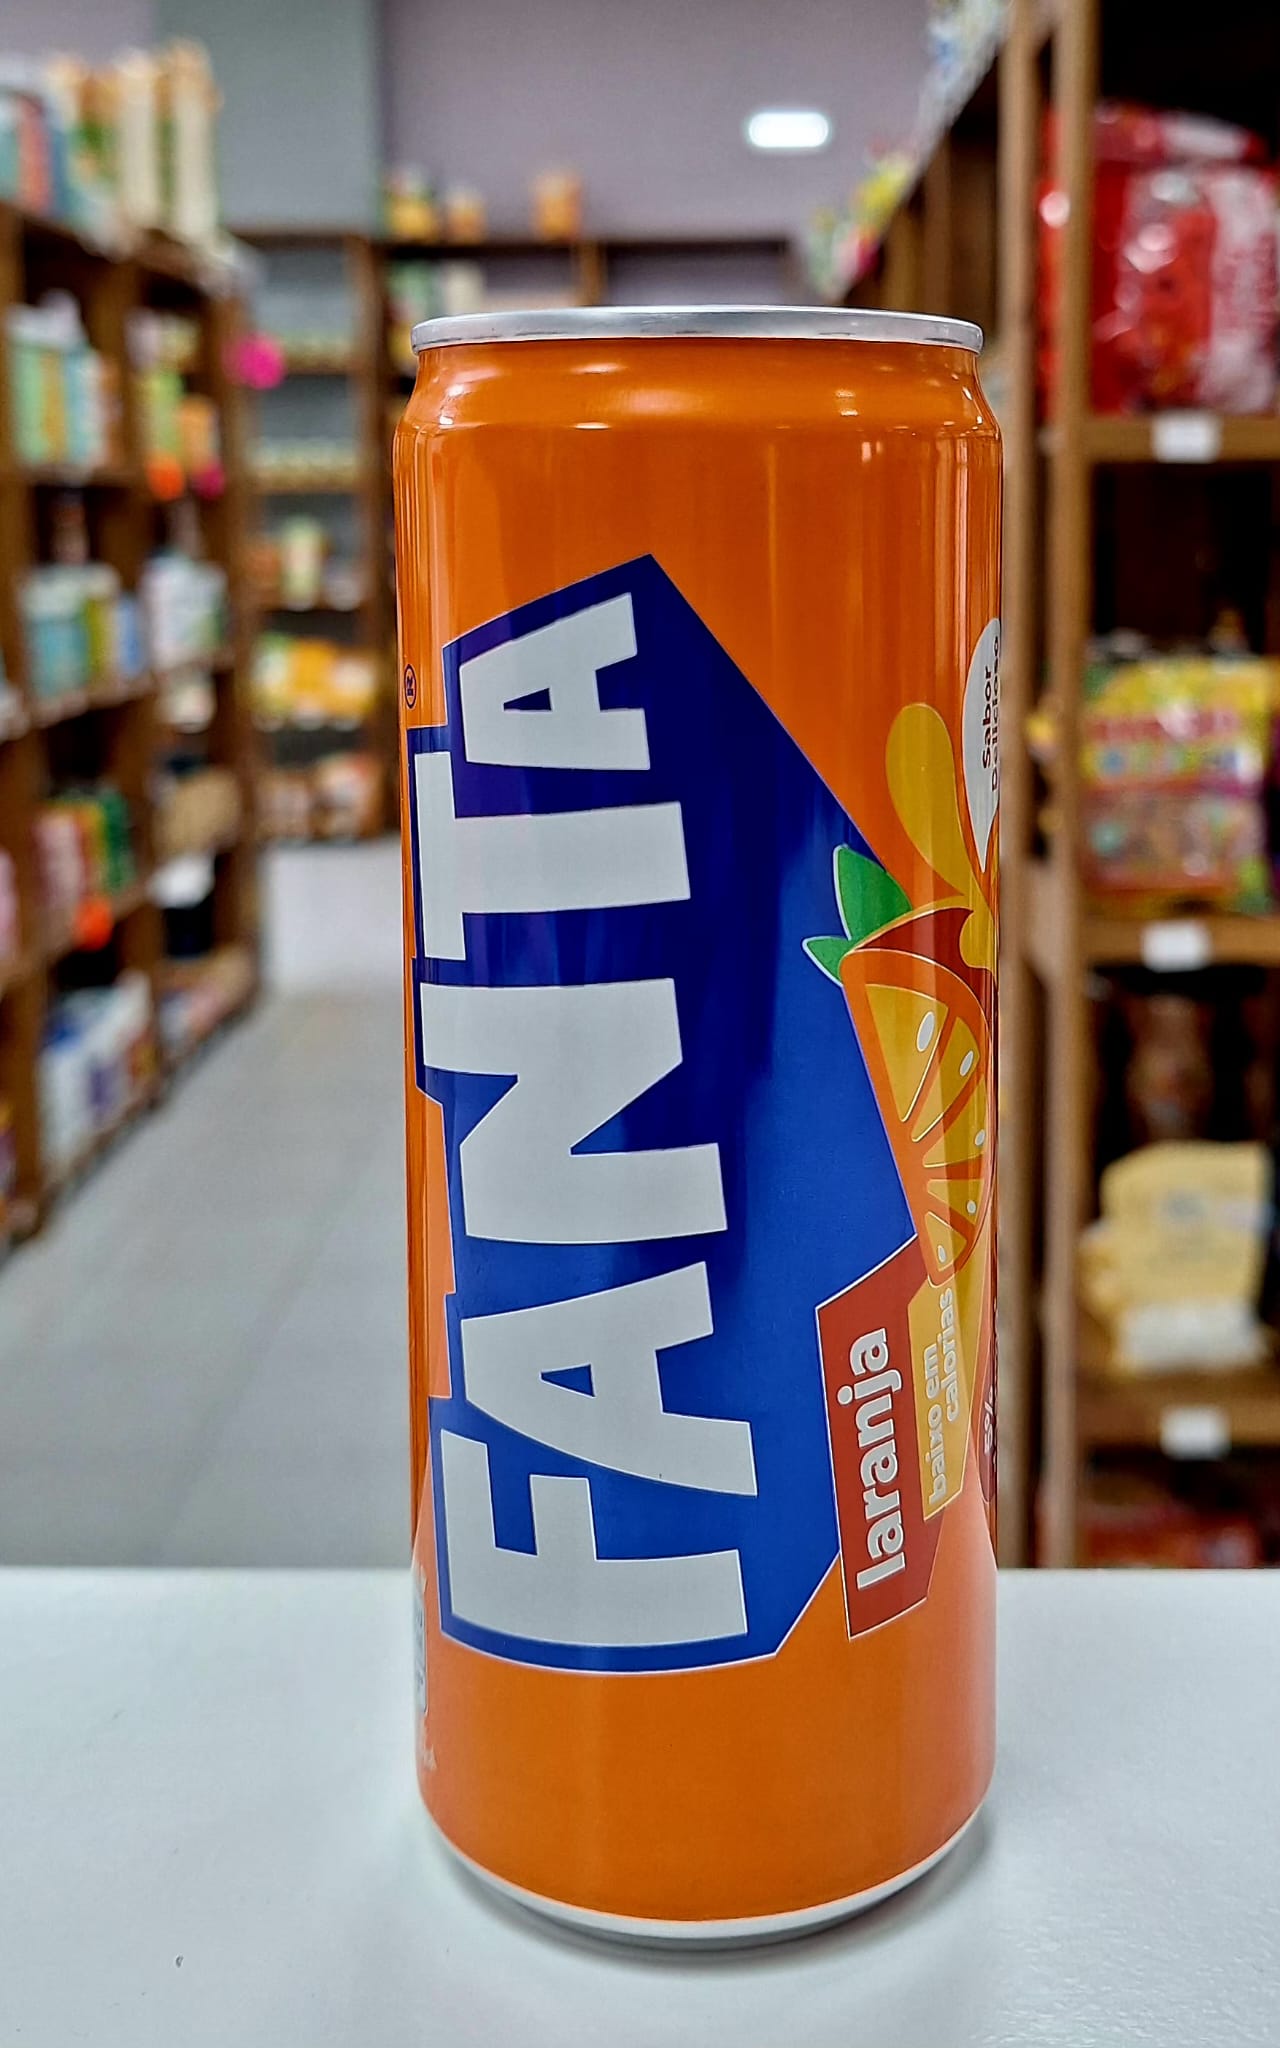 FANTA
®
laranja
baixo em
calorias
Sabor
Delicioso